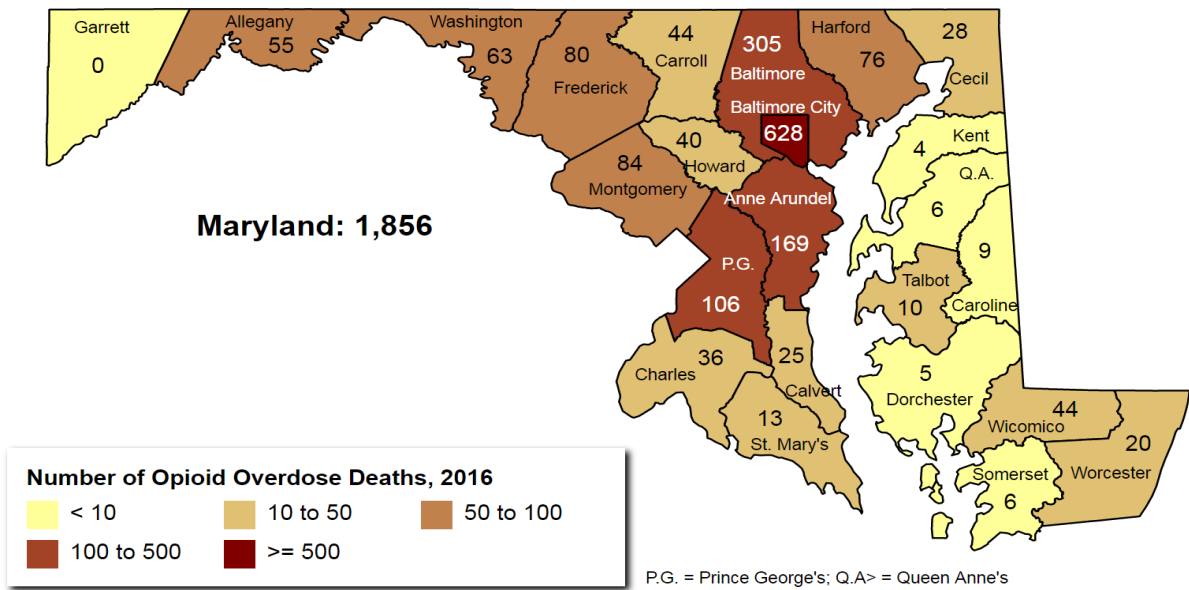 Garrett
0
Allegany
55
Washington
63
80
Frederick
44
Carroll
305
Baltimore
Baltimore City
628
Harford
76
28
Cecil
4
Kent
Q.A.
6
9
Caroline
Talbot
10
40
Howard
84
Montgomery
Anne Arundel
169
P.G.
106
36
Charles
25
Calvert
13
St. Mary's
5
Dorchester
44
Wicomico
20
Worcester
Somerset
6
Maryland: 1,856
Number of Opioid Overdose Deaths, 2016
< 10 10 to 50 50 to 100
100 to 500 >= 500
P.G. = Prince George's; Q.A> = Queen Anne's